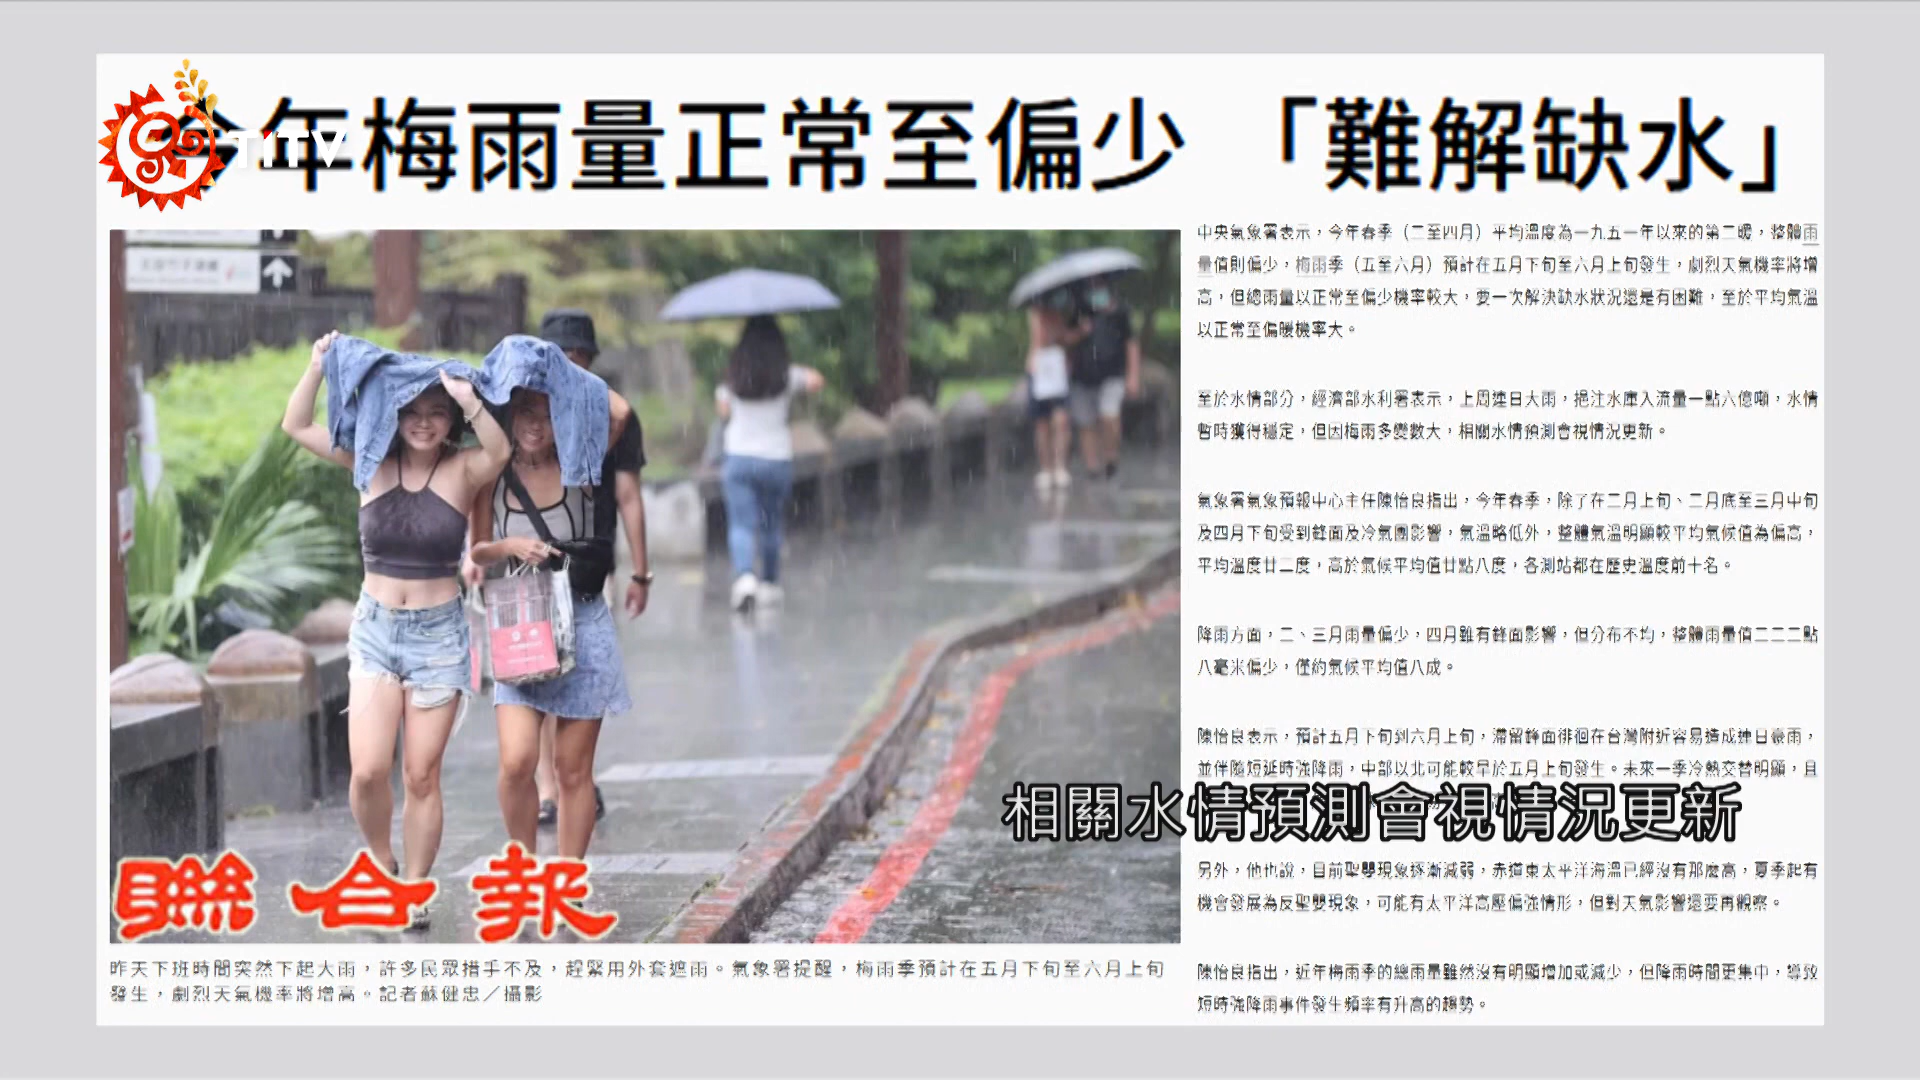 TITV
今年梅雨量正常至偏少 「難解缺水」
中央氣象署表示，今年春季（二至四月）平均溫度為一九五一年以來的第二暖，整體雨
量值則偏少，梅雨季（五至六月）預計在五月下旬至六月上旬發生，劇烈天氣機率將增
高，但總雨量以正常至偏少機率較大，要一次解決缺水狀況還是有困難，至於平均氣溫
以正常至偏暖機率大。
至於水情部分，經濟部水利署表示，上周連日大雨，挹注水庫入流量一點六億噸，水情
暫時獲得穩定，但因梅雨多變數大，相關水情預測會視情況更新。
氣象署氣象預報中心主任陳怡良指出，今年春季，除了在二月上旬、二月底至三月中旬
及四月下旬受到鋒面及冷氣團影響，氣溫略低外，整體氣溫明顯較平均氣候值為偏高，
平均溫度廿二度，高於氣候平均值廿點八度，各測站都在歷史溫度前十名。
降雨方面，二、三月雨量偏少，四月雖有鋒面影響，但分布不均，整體雨量值二二二點
八毫米偏少，僅約氣候平均值八成。
陳怡良表示，預計五月下旬到六月上旬，滯留鋒面徘徊在台灣附近容易造成連日豪雨，
並伴隨短延時強降雨，中部以北可能較早於五月上旬發生。未來一季冷熱交替明顯，且
相關水情預測會視情況更新
另外，他也說，目前聖嬰現象逐漸減弱，赤道東太平洋海溫已經沒有那麼高，夏季起有
機會發展為反聖嬰現象，可能有太平洋高壓偏強情形，但對天氣影響還要再觀察。
陳怡良指出，近年梅雨季的總雨量雖然沒有明顯增加或減少，但降雨時間更集中，導致
短時強降雨事件發生頻率有升高的趨勢。
聯合報
昨天下班時間突然下起大雨，許多民眾措手不及，趕緊用外套遮雨。氣象署提醒，梅雨季預計在五月下旬至六月上旬
發生，劇烈天氣機率將增高。記者蘇健忠／攝影